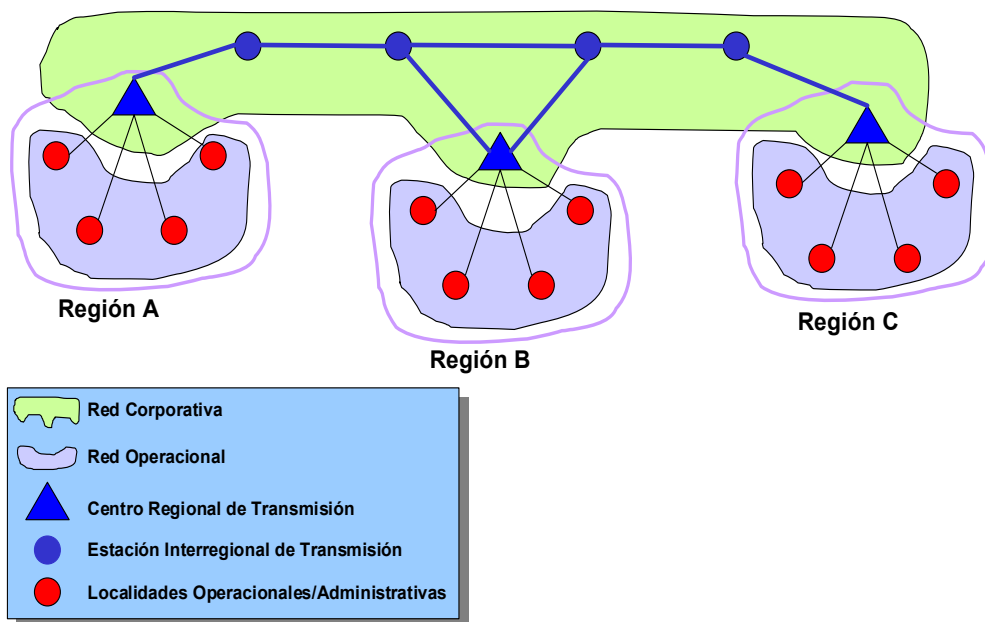 Región A
Región B
Región C
Red Corporativa
Red Operacional
Centro Regional de Transmisión
Estación Interregional de Transmisión
Localidades Operacionales/Administrativas